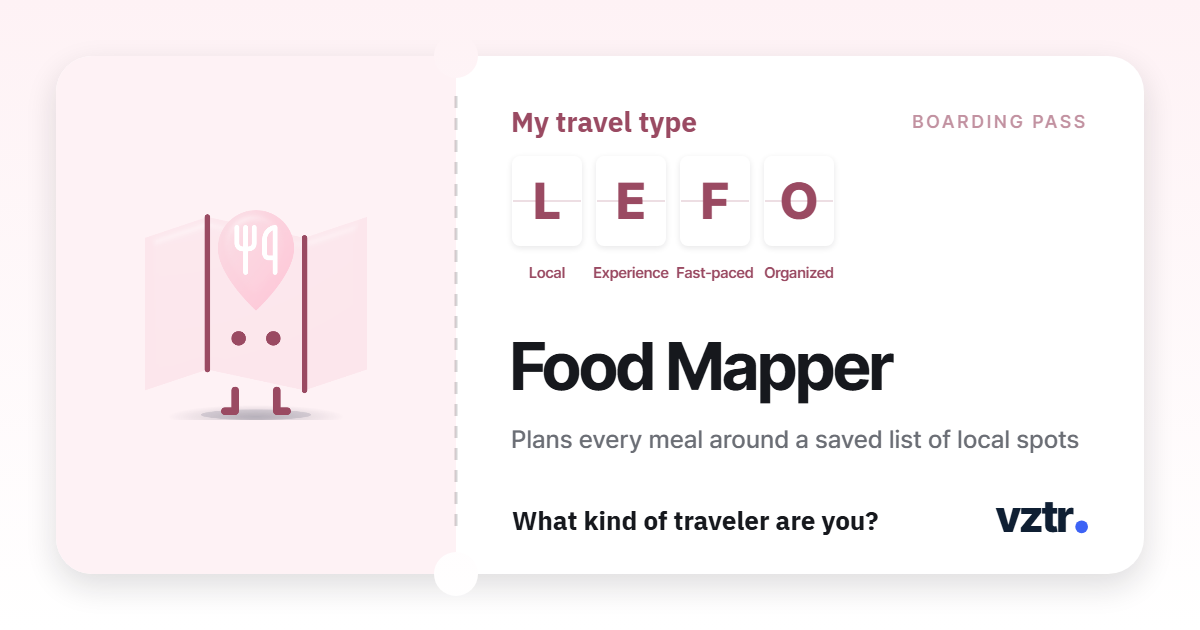 My travel type
BOARDING PASS
L E F O
Local Experience Fast-paced Organized
Food Mapper
Plans every meal around a saved list of local spots
What kind of traveler are you?
vztr.